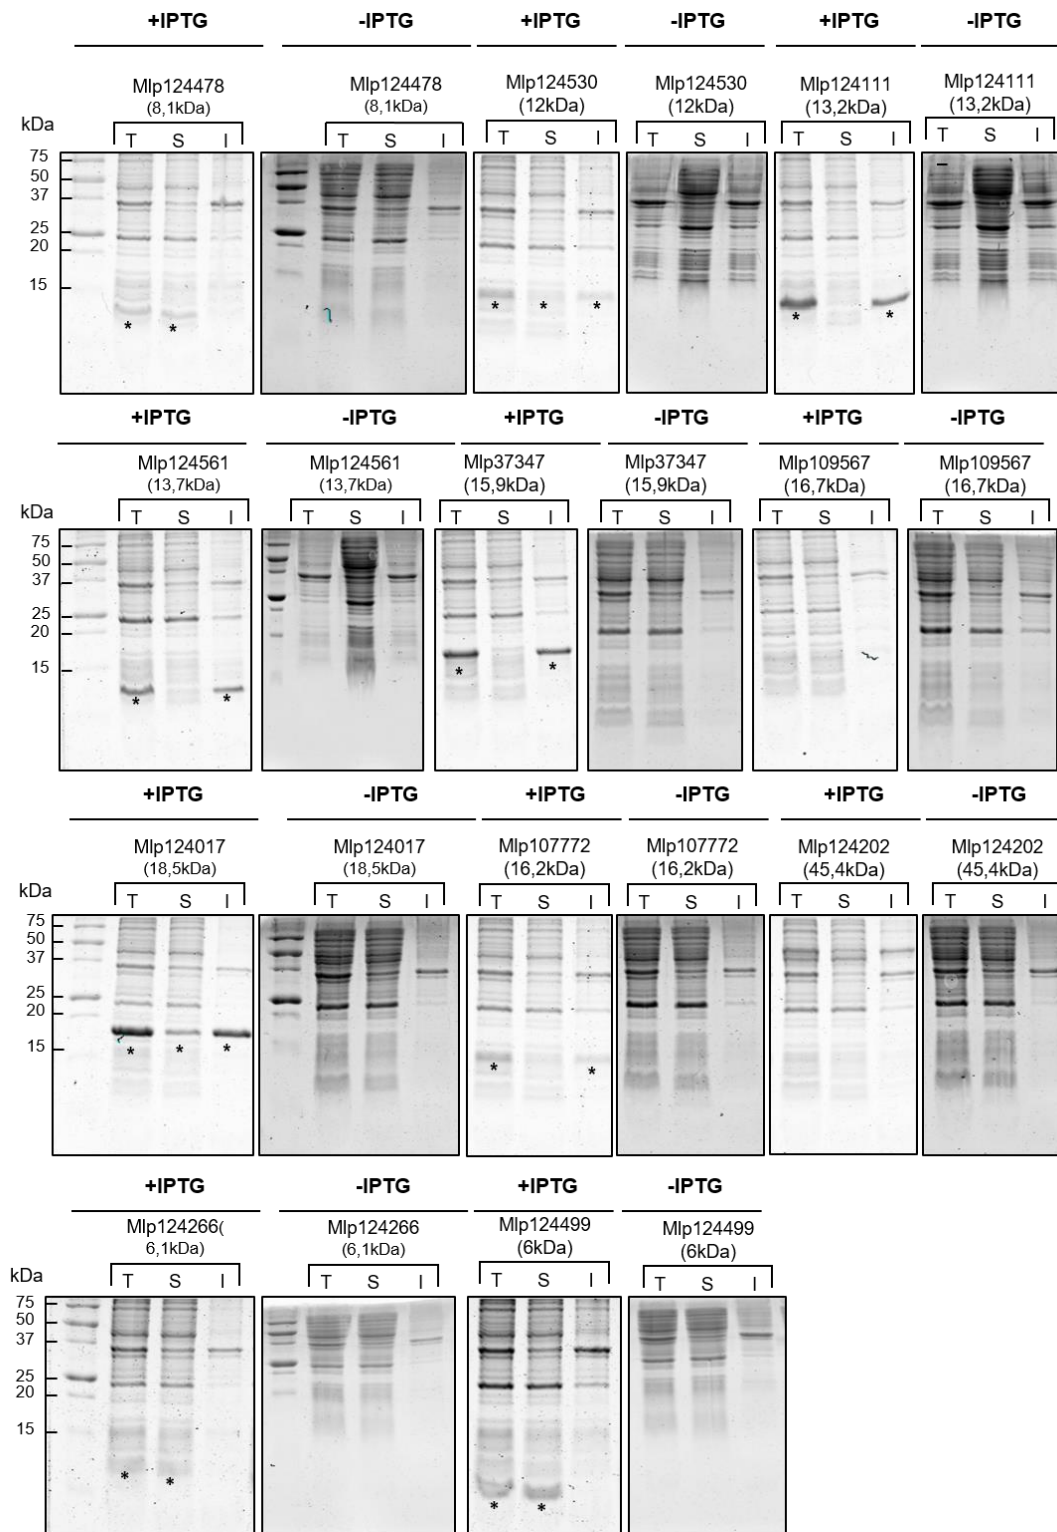 +IPTG -IPTG +IPTG -IPTG +IPTG -IPTG
Mlp124478 Mlp124478 Mlp124530 Mlp124530 Mlp124111 Mlp124111
(8,1kDa) (8,1kDa) (12kDa) (12kDa) (13,2kDa) (13,2kDa)
kDa
T S I T S I T S I T S I T S I T S I
75
50
37
25
20
15
* * * * * * *
+IPTG -IPTG +IPTG -IPTG +IPTG -IPTG
Mlp124561 Mlp124561 Mlp37347 Mlp37347 Mlp109567 Mlp109567
(13,7kDa) (13,7kDa) (15,9kDa) (15,9kDa) (16,7kDa) (16,7kDa)
kDa
T S I T S I T S I T S I T S I T S I
75
50
37
25
20
15
* * * *
+IPTG -IPTG +IPTG -IPTG +IPTG -IPTG
Mlp124017 Mlp124017 Mlp107772 Mlp107772 Mlp124202 Mlp124202
(18,5kDa) (18,5kDa) (16,2kDa) (16,2kDa) (45,4kDa) (45,4kDa)
kDa
T S I T S I T S I T S I T S I T S I
75
50
37
25
20
15
* * * * *
+IPTG -IPTG +IPTG -IPTG
Mlp124266( Mlp124266 Mlp124499 Mlp124499
6,1kDa) (6,1kDa) (6kDa) (6kDa)
kDa
T S I T S I T S I T S I
75
50
37
25
20
15
* * * *